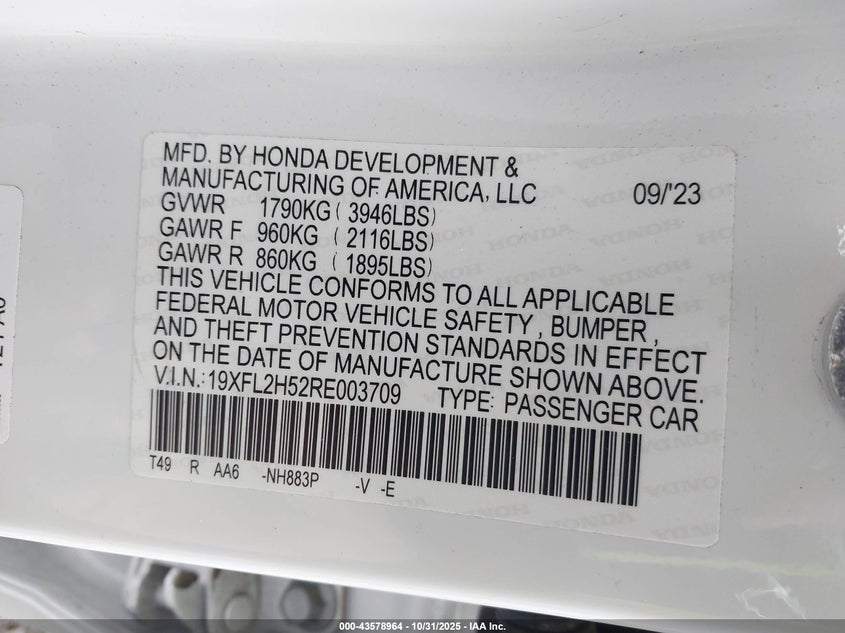 MFD. BY HONDA DEVELOPMENT &
MANUFACTURING OF AMERICA, LLC 09/'23
GVWR 1790KG ( 3946LBS)
GAWR F 960KG ( 2116LBS)
GAWR R 860KG ( 1895LBS)
THIS VEHICLE CONFORMS TO ALL APPLICABLE
FEDERAL MOTOR VEHICLE SAFETY , BUMPER ,
AND THEFT PREVENTION STANDARDS IN EFFECT
ON THE DATE OF MANUFACTURE SHOWN ABOVE.
V.I.N.: 19XFL2H52RE003709 TYPE: PASSENGER CAR
T49 R AA6 -NH883P -V -E
000-43578964 - 10/31/2025 - IAA Inc.